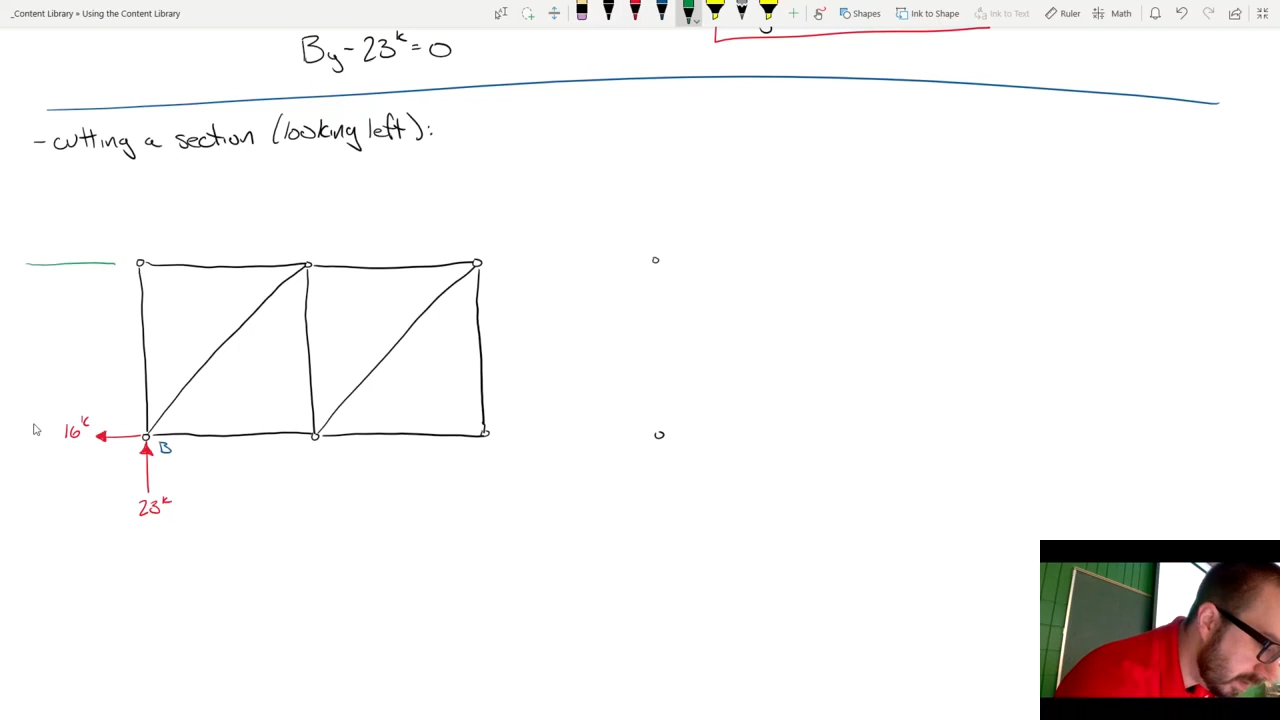 _Content Library » Using the Content Library
Shapes
Ink to Shape
Ink to Text
Ruler
Math
By - 23ᵏ = 0
- cutting a section (looking left):
16ᵏ
B
23ᵏ